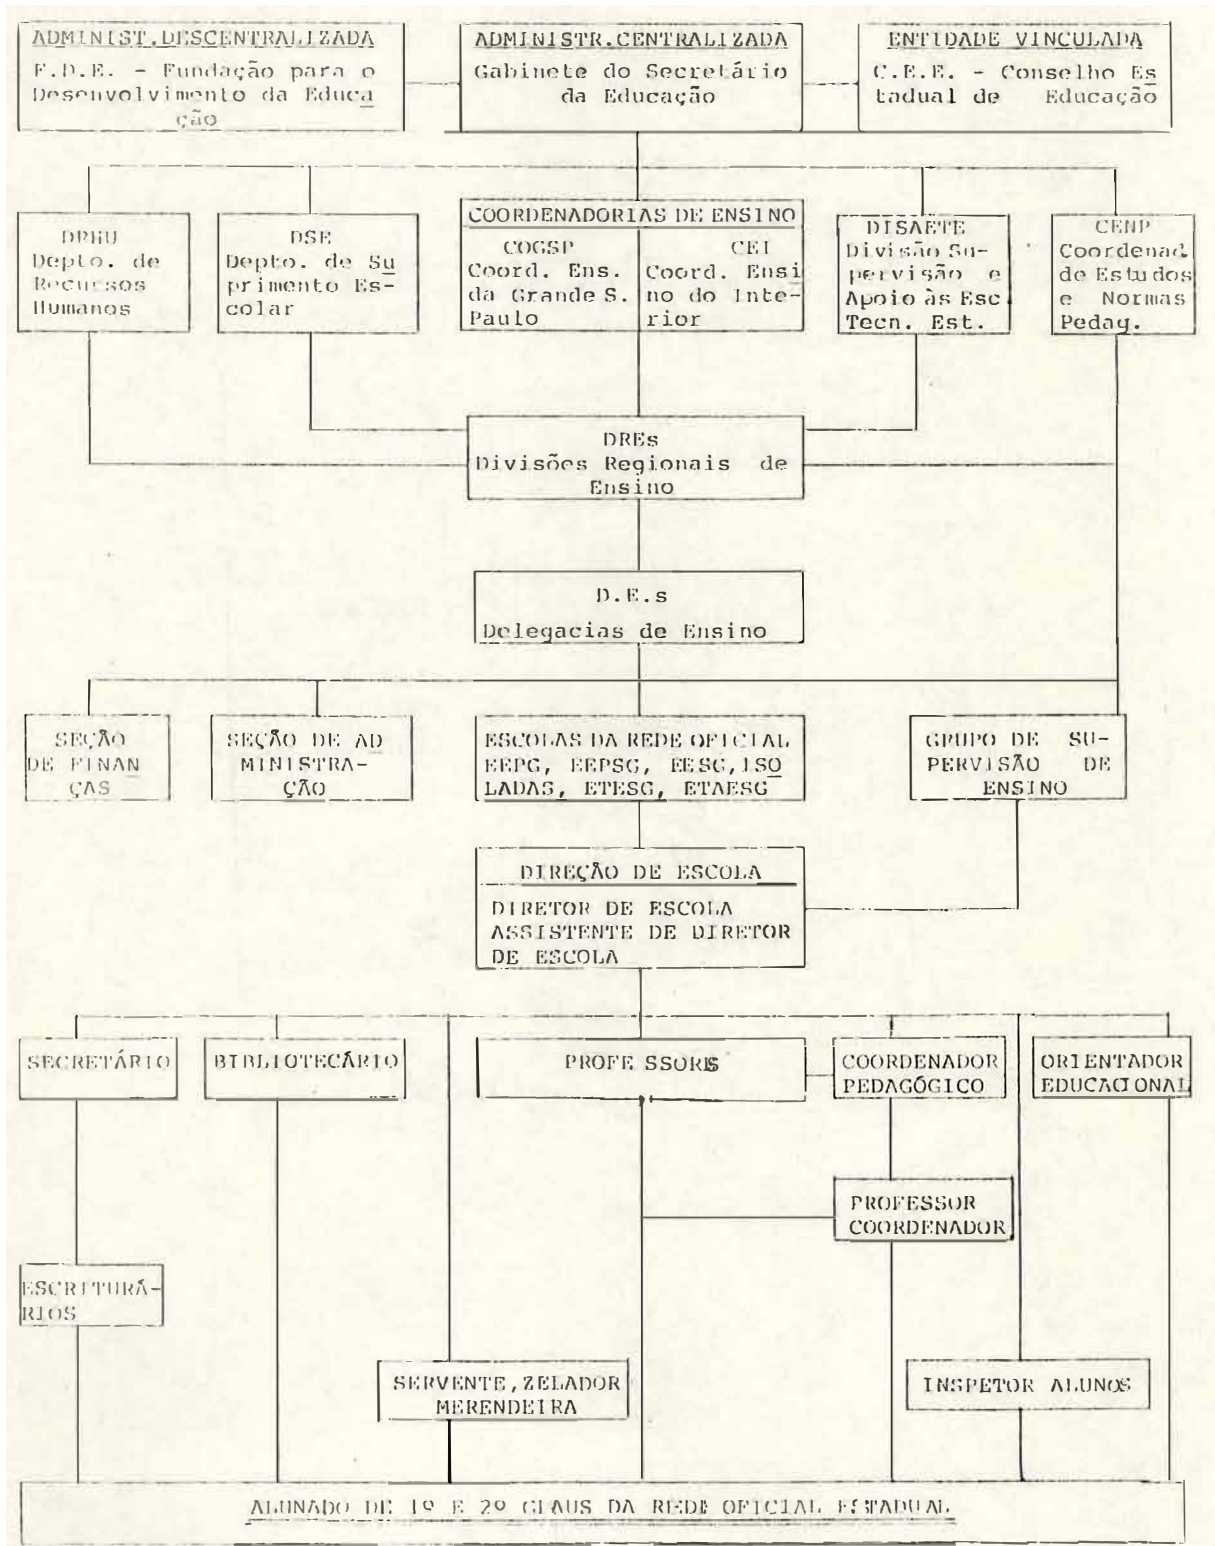 ADMINIST.DESCENTRALIZADA
F.D.E. - Fundação para o
Desenvolvimento da Educa
ção
ADMINISTR.CENTRALIZADA
Gabinete do Secretário
da Educação
ENTIDADE VINCULADA
C.E.E. - Conselho Es
tadual de Educação
DRHU
Depto. de
Recursos
Humanos
DSE
Depto. de Su
primento Es-
colar
COORDENADORIAS DE ENSINO
COGSP
Coord. Ens.
da Grande S.
Paulo
CEI
Coord. Ensi
no do Inte-
rior
DISAETE
Divisão Su-
pervisão e
Apoio às Esc
Tecn. Est.
CENP
Coordenad.
de Estudos
e Normas
Pedag.
DREs
Divisões Regionais de
Ensino
D.E.s
Delegacias de Ensino
SEÇÃO
DE FINAN
ÇAS
SEÇÃO DE AD
MINISTRA-
ÇÃO
ESCOLAS DA REDE OFICIAL
EEPG, EEPSG, EESG, ISO
LADAS, ETESG, ETAESG
GRUPO DE SU-
PERVISÃO DE
ENSINO
DIREÇÃO DE ESCOLA
DIRETOR DE ESCOLA
ASSISTENTE DE DIRETOR
DE ESCOLA
SECRETÁRIO
BIBLIOTECÁRIO
PROFESSORES
COORDENADOR
PEDAGÓGICO
ORIENTADOR
EDUCACIONAL
PROFESSOR
COORDENADOR
ESCRITURÁ-
RIOS
SERVENTE, ZELADOR
MERENDEIRA
INSPETOR ALUNOS
ALUNADO DE 1º E 2º GRAUS DA REDE OFICIAL ESTADUAL